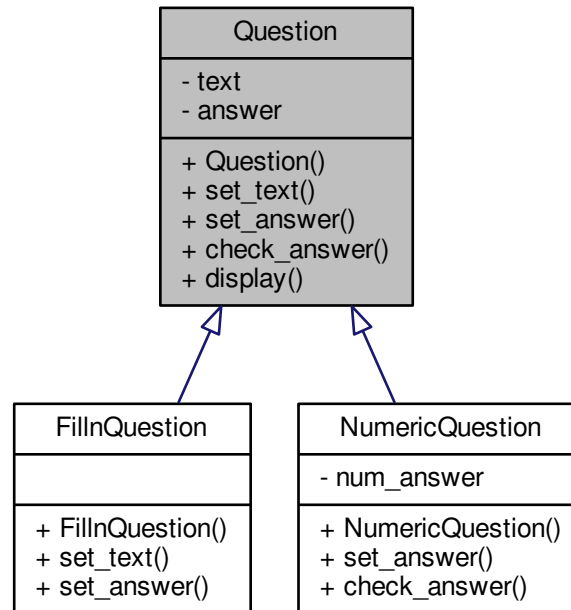 Question
- text
- answer
+ Question()
+ set_text()
+ set_answer()
+ check_answer()
+ display()
FillInQuestion
+ FillInQuestion()
+ set_text()
+ set_answer()
NumericQuestion
- num_answer
+ NumericQuestion()
+ set_answer()
+ check_answer()